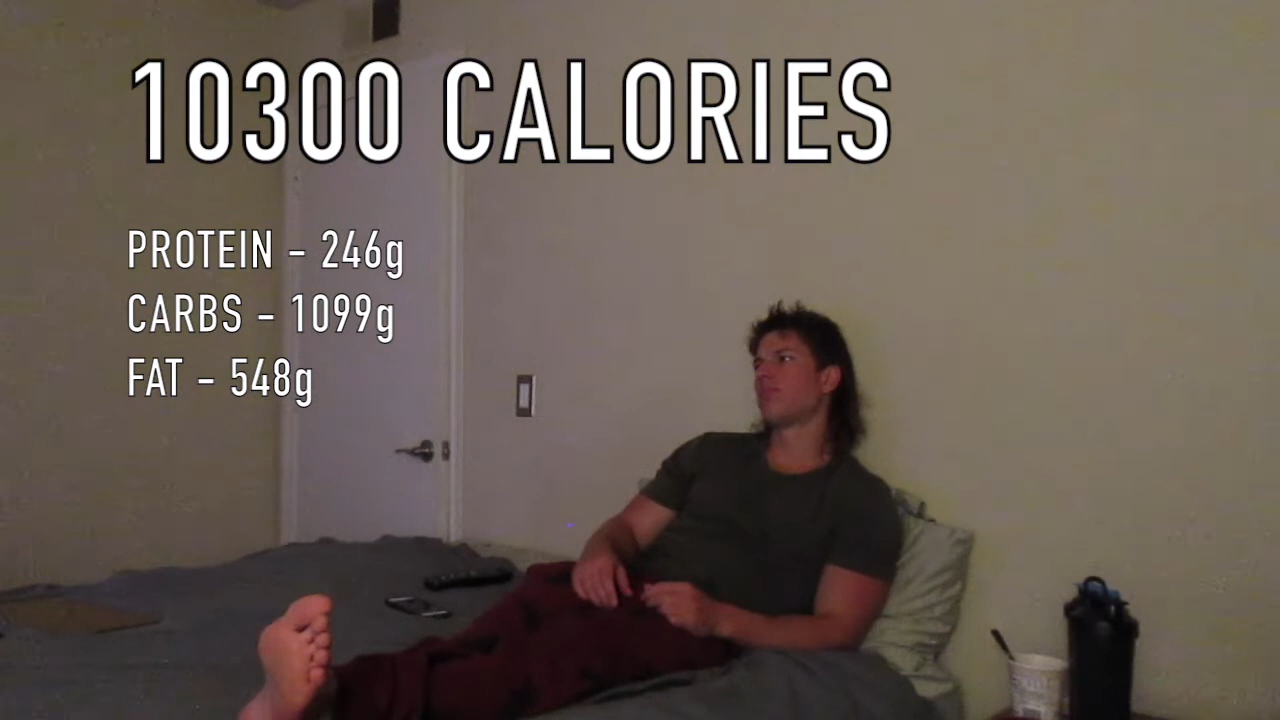 10300 CALORIES
PROTEIN - 246g
CARBS - 1099g
FAT - 548g